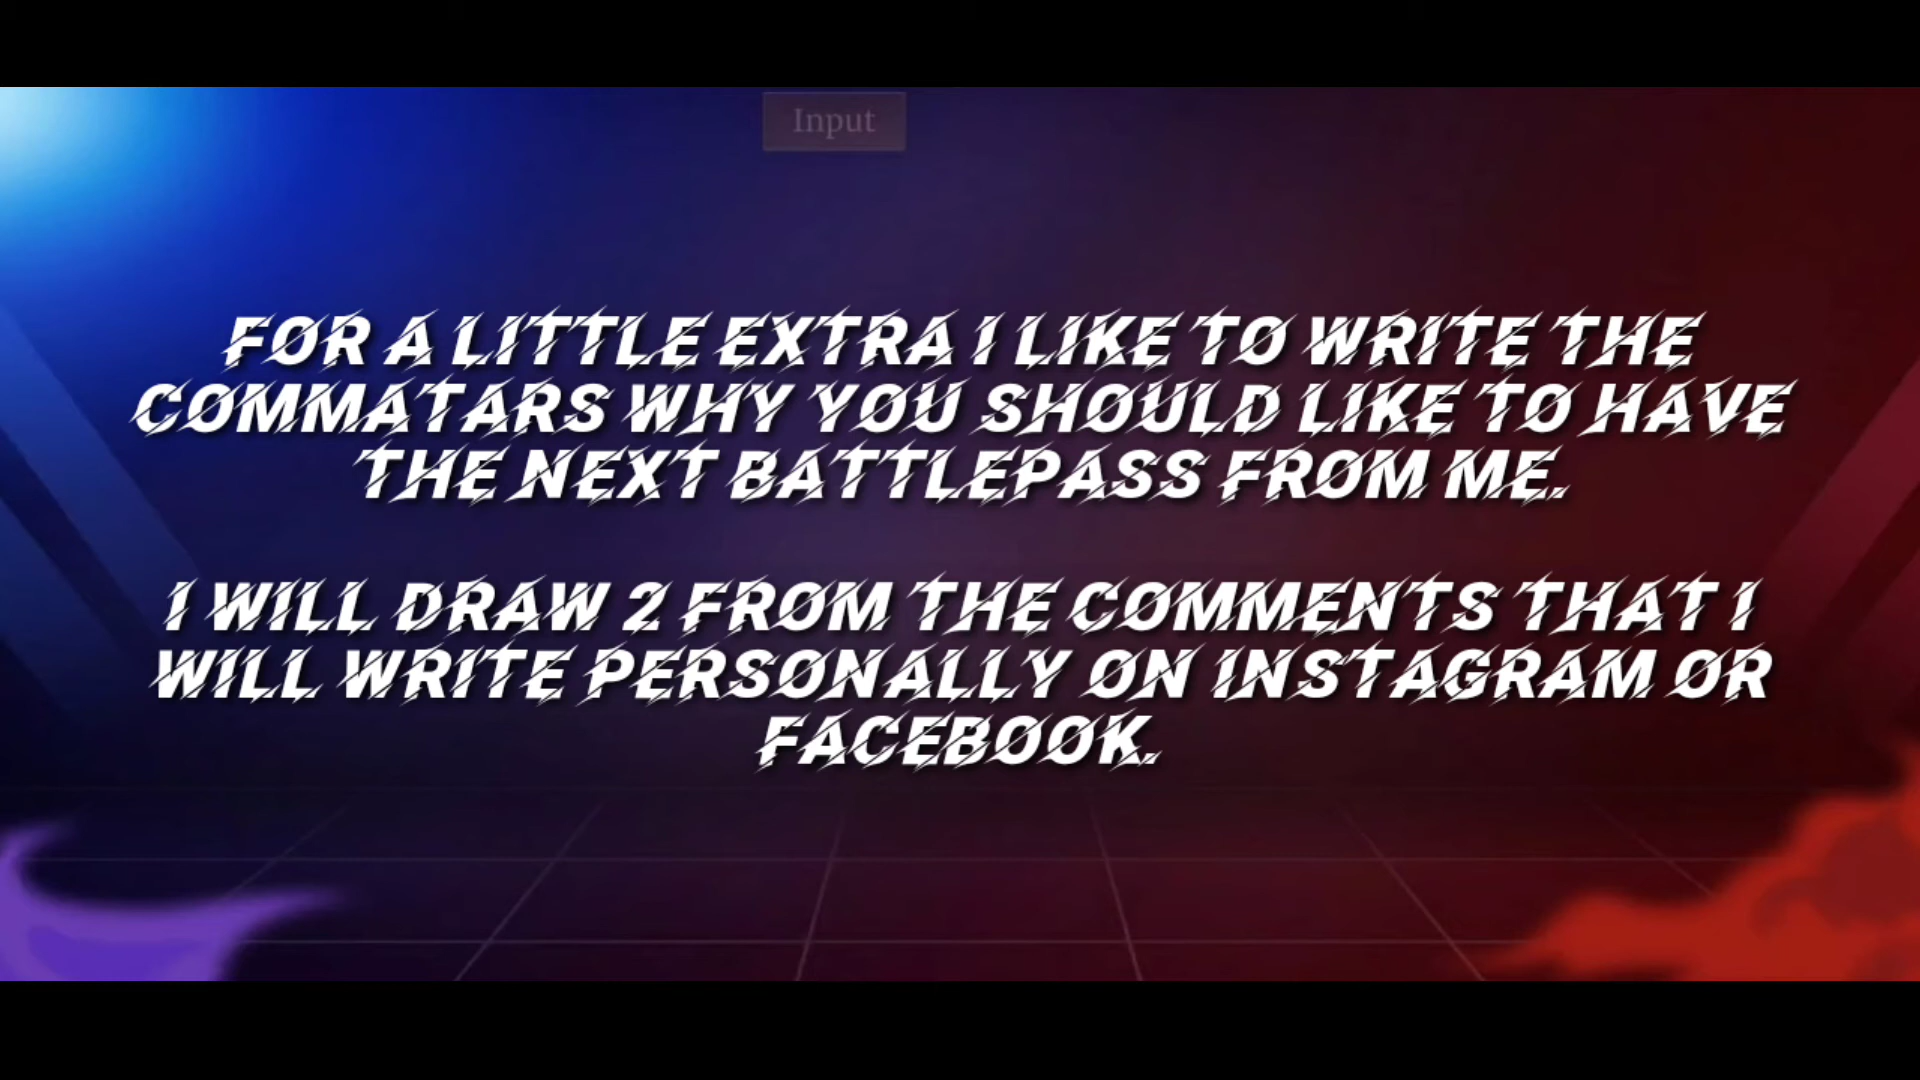 Input
FOR A LITTLE EXTRA I LIKE TO WRITE THE
COMMATARS WHY YOU SHOULD LIKE TO HAVE
THE NEXT BATTLEPASS FROM ME.
I WILL DRAW 2 FROM THE COMMENTS THAT I
WILL WRITE PERSONALLY ON INSTAGRAM OR
FACEBOOK.